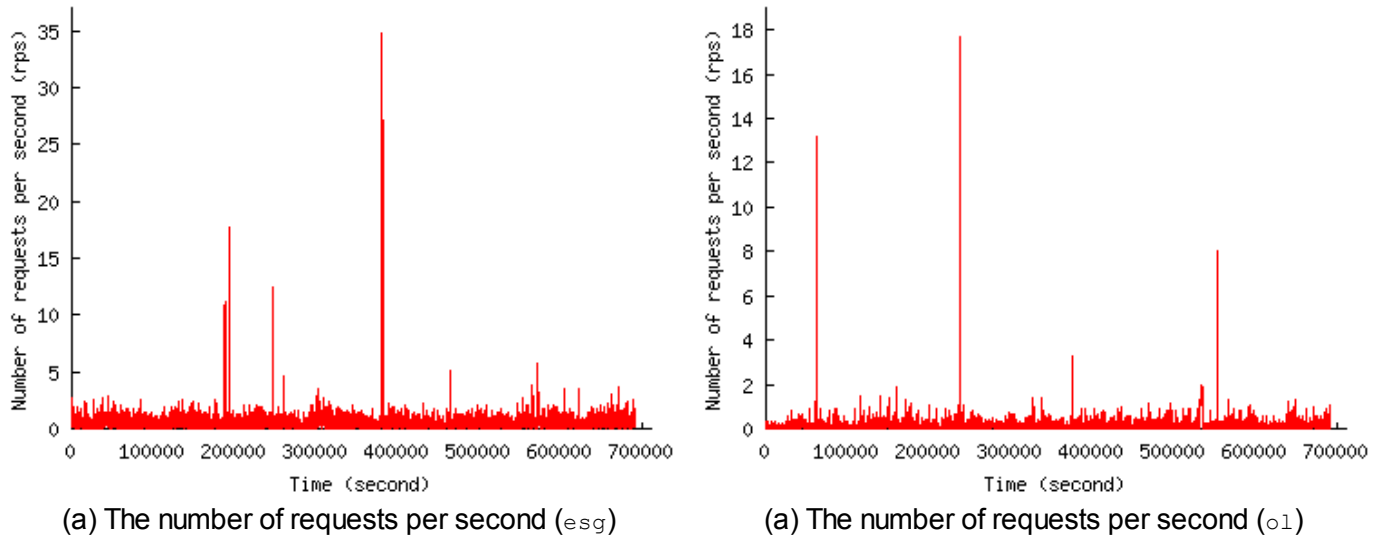 Number of requests per second (rps)
35
30
25
20
15
10
5
0
0 100000 200000 300000 400000 500000 600000 700000
Time (second)
(a) The number of requests per second (esg)
Number of requests per second (rps)
18
16
14
12
10
8
6
4
2
0
0 100000 200000 300000 400000 500000 600000 700000
Time (second)
(a) The number of requests per second (ol)